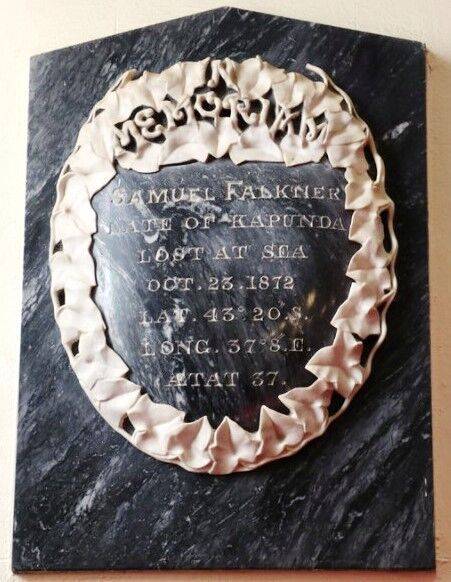 IN
MEMORIAM
SAMUEL FALKNER
LATE OF KAPUNDA
LOST AT SEA
OCT. 23. 1872
LAT. 43° 20. S.
LONG. 37° 8. E.
ÆTAT 37.